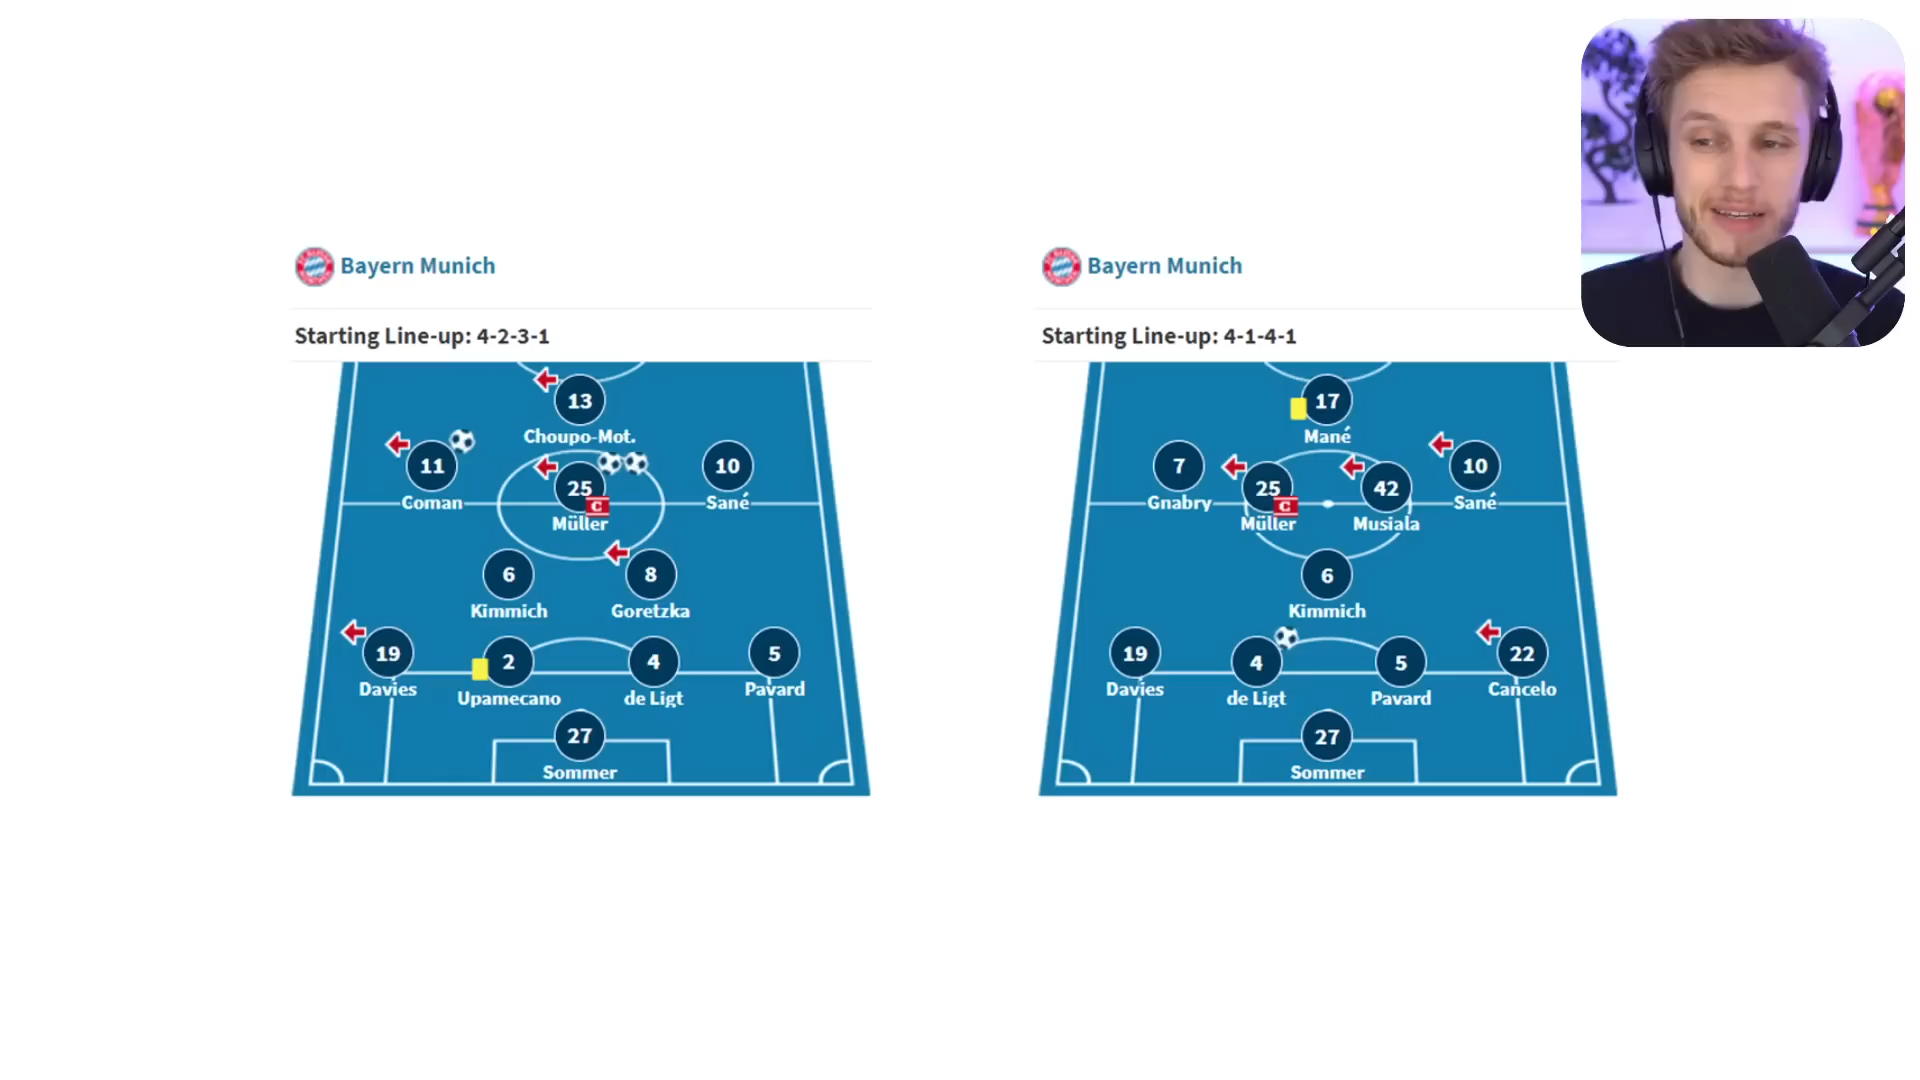 Bayern Munich
Starting Line-up: 4-2-3-1
13
Choupo-Mot.
11
Coman
25
C
Müller
10
Sané
6
Kimmich
8
Goretzka
19
Davies
2
Upamecano
4
de Ligt
5
Pavard
27
Sommer
Bayern Munich
Starting Line-up: 4-1-4-1
17
Mané
7
Gnabry
25
C
Müller
42
Musiala
10
Sané
6
Kimmich
19
Davies
4
de Ligt
5
Pavard
22
Cancelo
27
Sommer